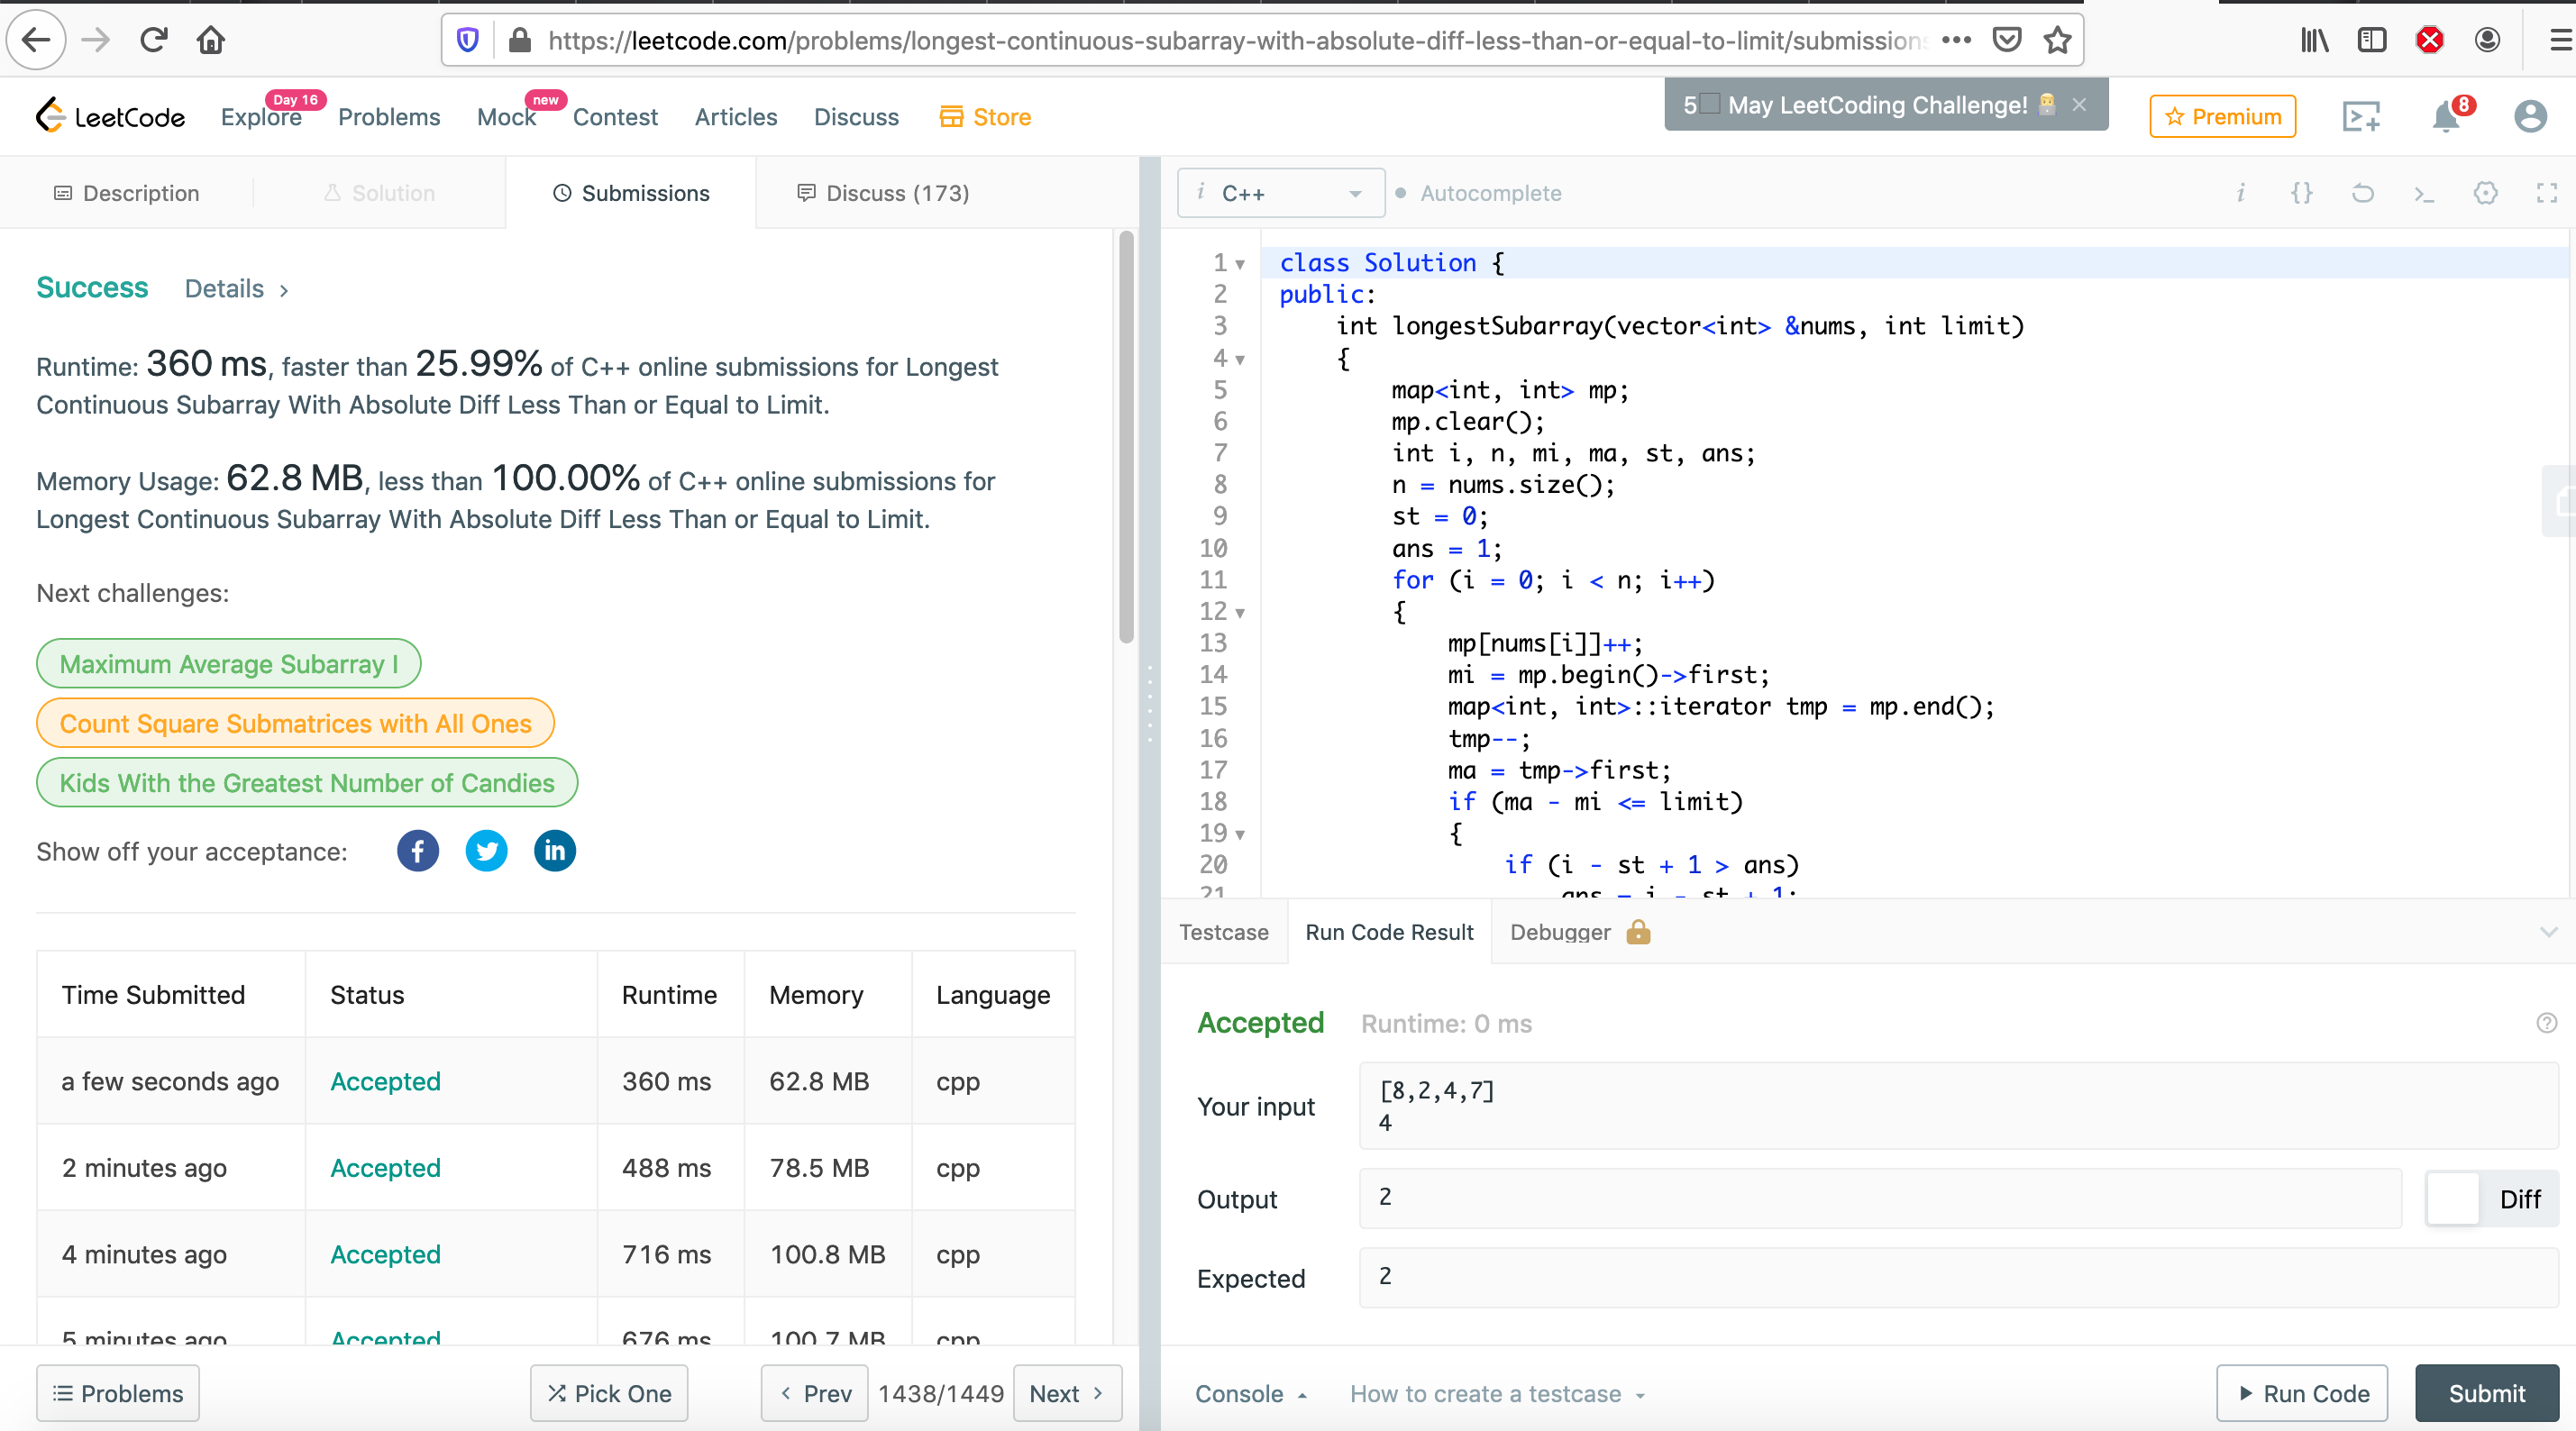 https://leetcode.com/problems/longest-continuous-subarray-with-absolute-diff-less-than-or-equal-to-limit/submission
LeetCode
Explore
Day 16
Problems
Mock
new
Contest
Articles
Discuss
Store
5 May LeetCoding Challenge!
Premium
8
Description
Solution
Submissions
Discuss (173)
Success Details >
Runtime: 360 ms, faster than 25.99% of C++ online submissions for Longest
Continuous Subarray With Absolute Diff Less Than or Equal to Limit.
Memory Usage: 62.8 MB, less than 100.00% of C++ online submissions for
Longest Continuous Subarray With Absolute Diff Less Than or Equal to Limit.
Next challenges:
Maximum Average Subarray I
Count Square Submatrices with All Ones
Kids With the Greatest Number of Candies
Show off your acceptance:
Time Submitted Status Runtime Memory Language
a few seconds ago Accepted 360 ms 62.8 MB cpp
2 minutes ago Accepted 488 ms 78.5 MB cpp
4 minutes ago Accepted 716 ms 100.8 MB cpp
5 minutes ago Accepted 676 ms 100.7 MB cpp
Problems
Pick One
< Prev
1438/1449
Next >
i C++
Autocomplete
1 class Solution {
2 public:
3 int longestSubarray(vector<int> &nums, int limit)
4 {
5 map<int, int> mp;
6 mp.clear();
7 int i, n, mi, ma, st, ans;
8 n = nums.size();
9 st = 0;
10 ans = 1;
11 for (i = 0; i < n; i++)
12 {
13 mp[nums[i]]++;
14 mi = mp.begin()->first;
15 map<int, int>::iterator tmp = mp.end();
16 tmp--;
17 ma = tmp->first;
18 if (ma - mi <= limit)
19 {
20 if (i - st + 1 > ans)
21 ans = i - st + 1;
Testcase
Run Code Result
Debugger
Accepted Runtime: 0 ms
Your input
[8,2,4,7]
4
Output
2
Diff
Expected
2
Console
How to create a testcase
Run Code
Submit